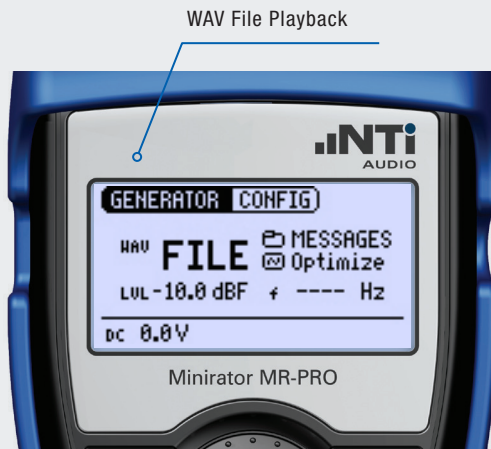 WAV File Playback
NTi
AUDIO
GENERATOR CONFIG
WAV FILE MESSAGES
Optimize
LVL -10.0 dBF f ---- Hz
DC 0.0V
Minirator MR-PRO